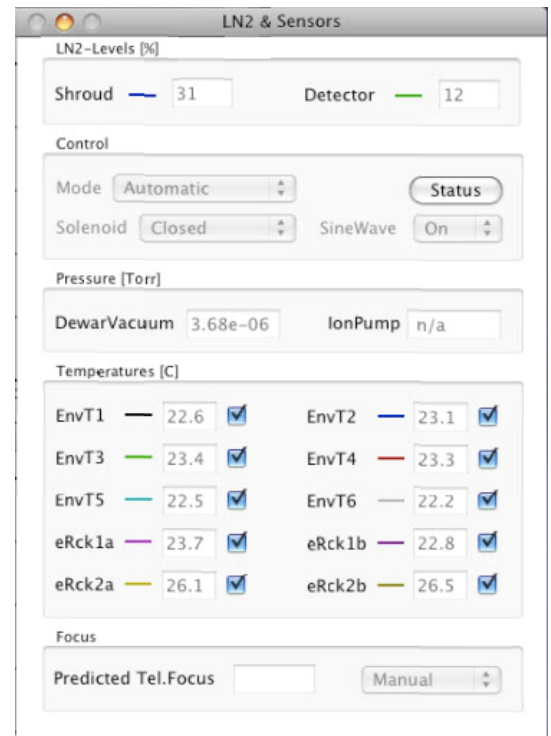 LN2 & Sensors
LN2-Levels [%]
Shroud 31 Detector 12
Control
Mode Automatic Status
Solenoid Closed SineWave On
Pressure [Torr]
DewarVacuum 3.68e-06 IonPump n/a
Temperatures [C]
EnvT1 22.6 EnvT2 23.1
EnvT3 23.4 EnvT4 23.3
EnvT5 22.5 EnvT6 22.2
eRck1a 23.7 eRck1b 22.8
eRck2a 26.1 eRck2b 26.5
Focus
Predicted Tel.Focus Manual